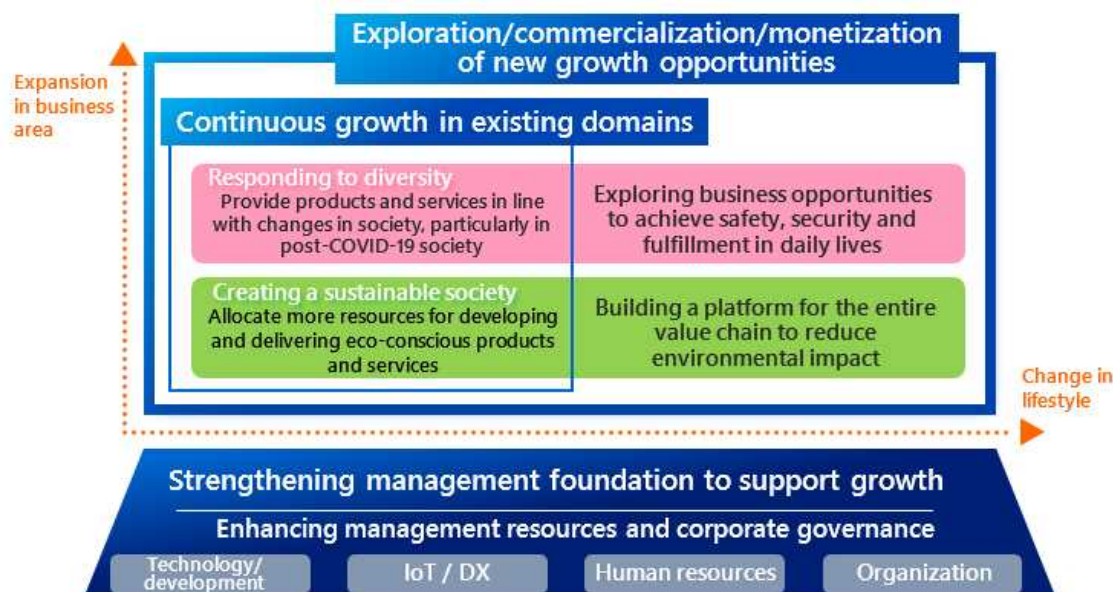 Exploration/commercialization/monetization
of new growth opportunities
Expansion
in business
area
Continuous growth in existing domains
Responding to diversity
Provide products and services in line
with changes in society, particularly in
post-COVID-19 society
Exploring business opportunities
to achieve safety, security and
fulfillment in daily lives
Creating a sustainable society
Allocate more resources for developing
and delivering eco-conscious products
and services
Building a platform for the entire
value chain to reduce
environmental impact
Change in
lifestyle
Strengthening management foundation to support growth
Enhancing management resources and corporate governance
Technology/
development
IoT / DX
Human resources
Organization